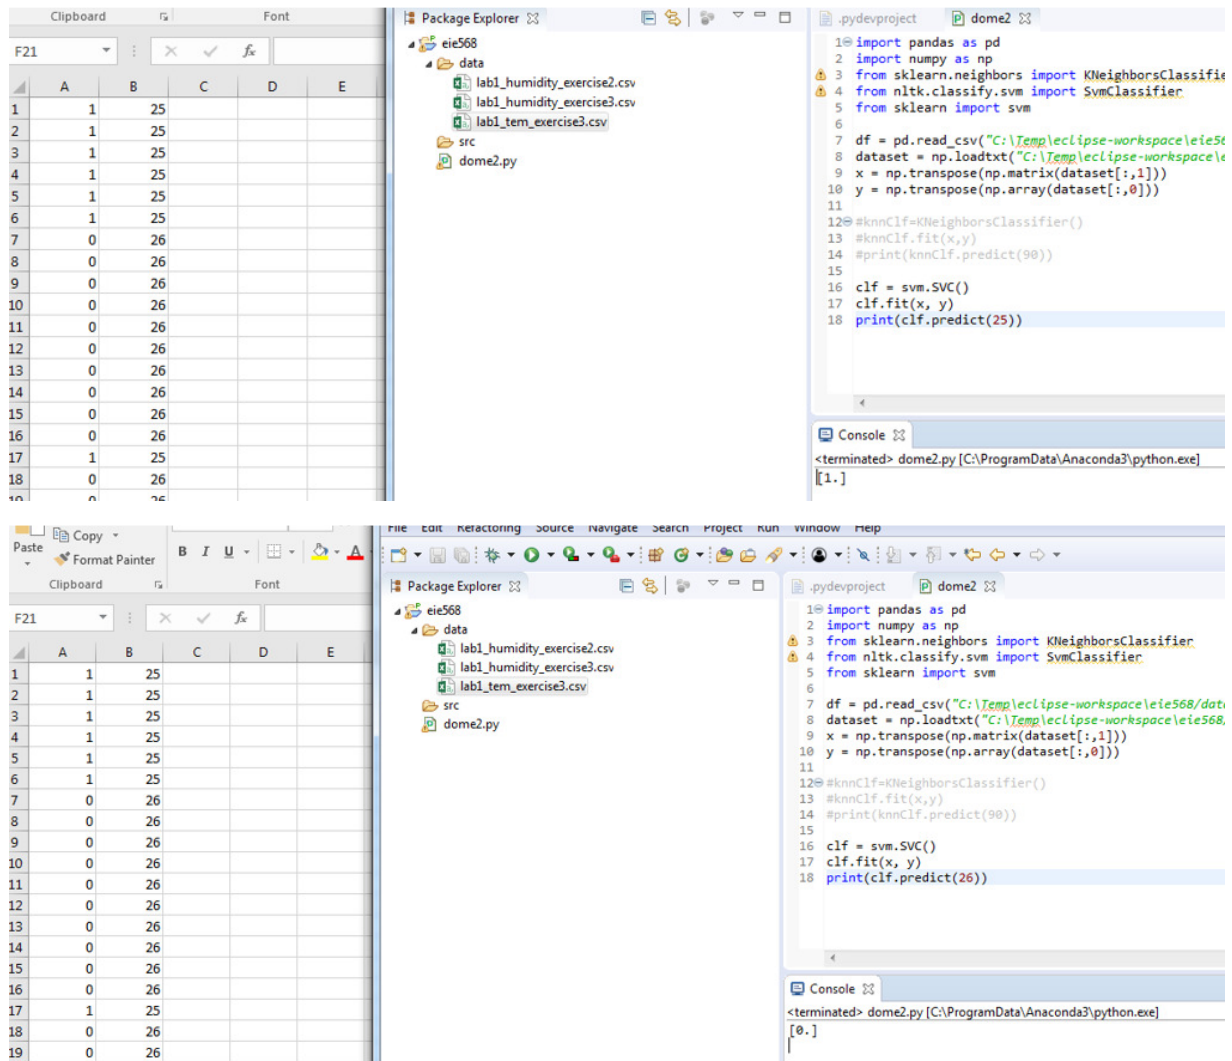 Clipboard Font
F21 fx
A B C D E
1 1 25
2 1 25
3 1 25
4 1 25
5 1 25
6 1 25
7 0 26
8 0 26
9 0 26
10 0 26
11 0 26
12 0 26
13 0 26
14 0 26
15 0 26
16 0 26
17 1 25
18 0 26
19 0 26
Package Explorer
eie568
data
lab1_humidity_exercise2.csv
lab1_humidity_exercise3.csv
lab1_tem_exercise3.csv
src
dome2.py
.pydevproject dome2
1 import pandas as pd
2 import numpy as np
3 from sklearn.neighbors import KNeighborsClassifie
4 from nltk.classify.svm import SvmClassifier
5 from sklearn import svm
6
7 df = pd.read_csv("C:\Temp\eclipse-workspace\eie56
8 dataset = np.loadtxt("C:\Temp\eclipse-workspace\e
9 x = np.transpose(np.matrix(dataset[:,1]))
10 y = np.transpose(np.array(dataset[:,0]))
11
12 #knnClf=KNeighborsClassifier()
13 #knnClf.fit(x,y)
14 #print(knnClf.predict(90))
15
16 clf = svm.SVC()
17 clf.fit(x, y)
18 print(clf.predict(25))
Console
<terminated> dome2.py [C:\ProgramData\Anaconda3\python.exe]
[1.]
Paste Copy
Format Painter
B I U A
Clipboard Font
F21 fx
A B C D E
1 1 25
2 1 25
3 1 25
4 1 25
5 1 25
6 1 25
7 0 26
8 0 26
9 0 26
10 0 26
11 0 26
12 0 26
13 0 26
14 0 26
15 0 26
16 0 26
17 1 25
18 0 26
19 0 26
File Edit Refactoring Source Navigate Search Project Run Window Help
Package Explorer
eie568
data
lab1_humidity_exercise2.csv
lab1_humidity_exercise3.csv
lab1_tem_exercise3.csv
src
dome2.py
.pydevproject dome2
1 import pandas as pd
2 import numpy as np
3 from sklearn.neighbors import KNeighborsClassifier
4 from nltk.classify.svm import SvmClassifier
5 from sklearn import svm
6
7 df = pd.read_csv("C:\Temp\eclipse-workspace\eie568/dat
8 dataset = np.loadtxt("C:\Temp\eclipse-workspace\eie568/
9 x = np.transpose(np.matrix(dataset[:,1]))
10 y = np.transpose(np.array(dataset[:,0]))
11
12 #knnClf=KNeighborsClassifier()
13 #knnClf.fit(x,y)
14 #print(knnClf.predict(90))
15
16 clf = svm.SVC()
17 clf.fit(x, y)
18 print(clf.predict(26))
Console
<terminated> dome2.py [C:\ProgramData\Anaconda3\python.exe]
[0.]